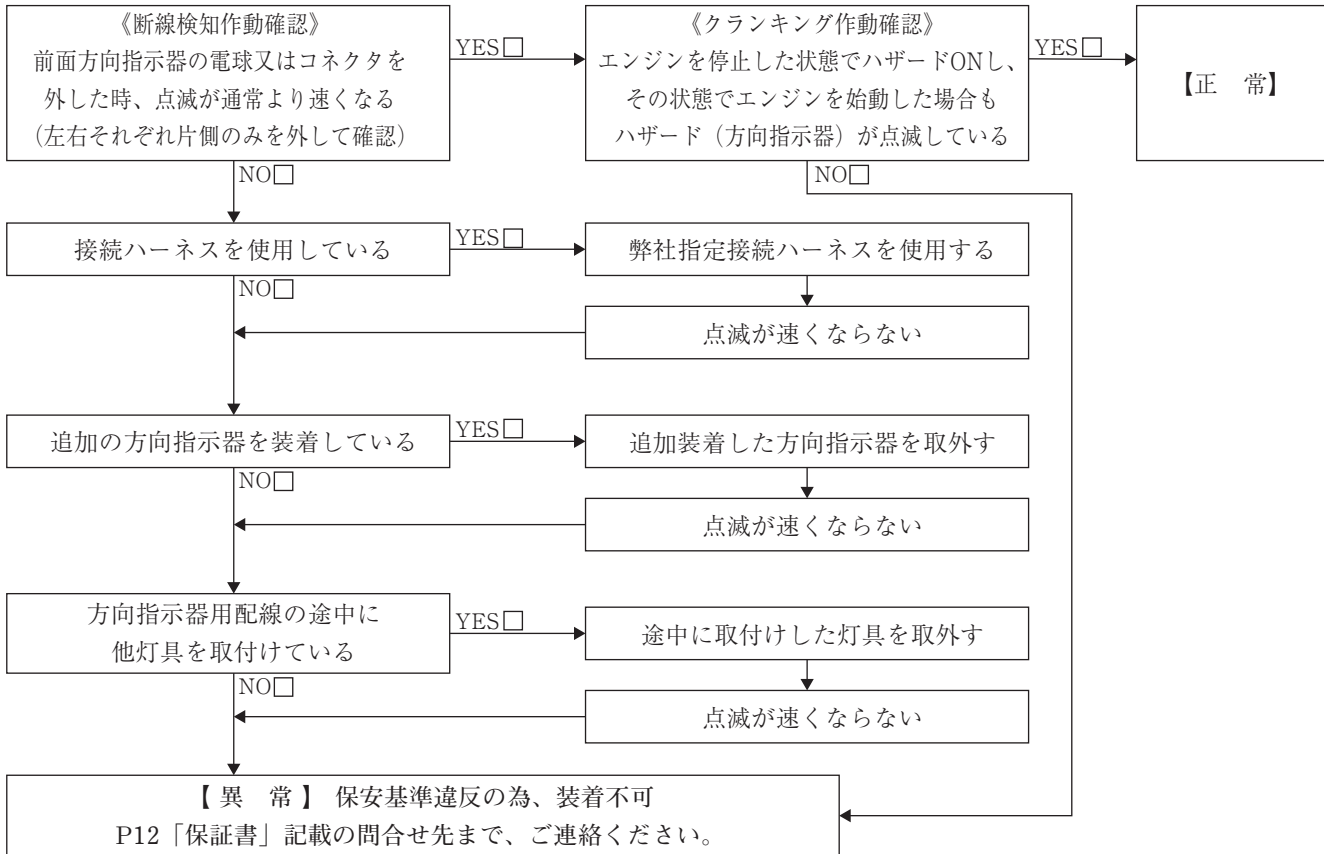 《断線検知作動確認》
前面方向指示器の電球又はコネクタを
外した時、点滅が通常より速くなる
(左右それぞれ片側のみを外して確認)
YES□
《クランキング作動確認》
エンジンを停止した状態でハザードONし、
その状態でエンジンを始動した場合も
ハザード（方向指示器）が点滅している
YES□
【正　常】
NO□
NO□
接続ハーネスを使用している
YES□
弊社指定接続ハーネスを使用する
NO□
点滅が速くならない
追加の方向指示器を装着している
YES□
追加装着した方向指示器を取外す
NO□
点滅が速くならない
方向指示器用配線の途中に
他灯具を取付けている
YES□
途中に取付けした灯具を取外す
NO□
点滅が速くならない
【 異　常 】 保安基準違反の為、装着不可
P12「保証書」記載の問合せ先まで、ご連絡ください。